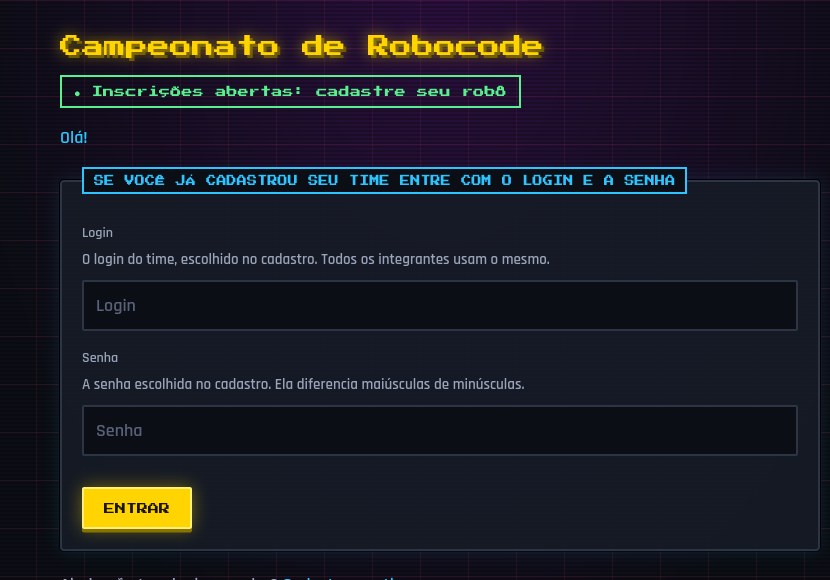 Campeonato de Robocode
• Inscrições abertas: cadastre seu robô
Olá!
SE VOCÊ JÁ CADASTROU SEU TIME ENTRE COM O LOGIN E A SENHA
Login
O login do time, escolhido no cadastro. Todos os integrantes usam o mesmo.
Login
Senha
A senha escolhida no cadastro. Ela diferencia maiúsculas de minúsculas.
Senha
ENTRAR